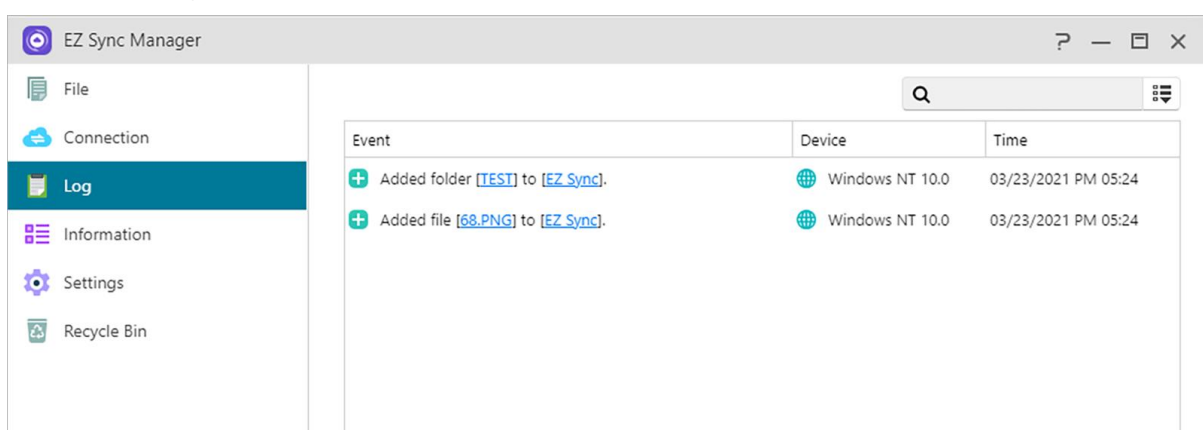 EZ Sync Manager
File
Connection
Log
Information
Settings
Recycle Bin
Event Device Time
Added folder [TEST] to [EZ Sync]. Windows NT 10.0 03/23/2021 PM 05:24
Added file [68.PNG] to [EZ Sync]. Windows NT 10.0 03/23/2021 PM 05:24